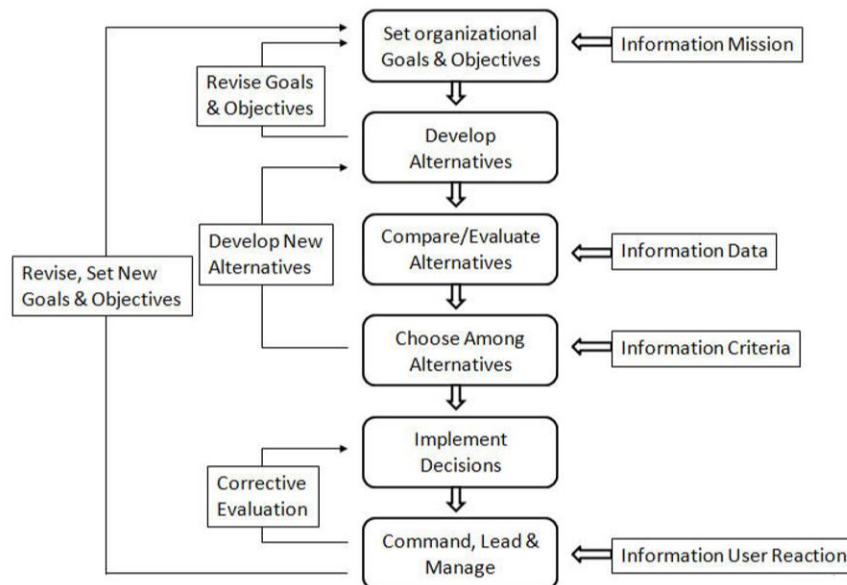 Set organizational
Goals & Objectives
Information Mission
Revise Goals
& Objectives
Develop
Alternatives
Develop New
Alternatives
Compare/Evaluate
Alternatives
Information Data
Revise, Set New
Goals & Objectives
Choose Among
Alternatives
Information Criteria
Implement
Decisions
Corrective
Evaluation
Command, Lead &
Manage
Information User Reaction